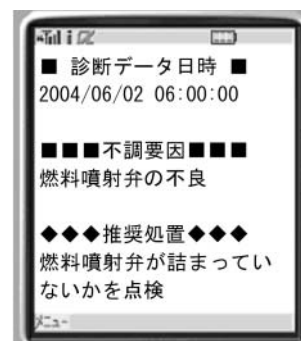 ■ 診断データ日時 ■
2004/06/02 06:00:00
■■■不調要因■■■
燃料噴射弁の不良
◆◆◆推奨処置◆◆◆
燃料噴射弁が詰まってい
ないかを点検
メニュー